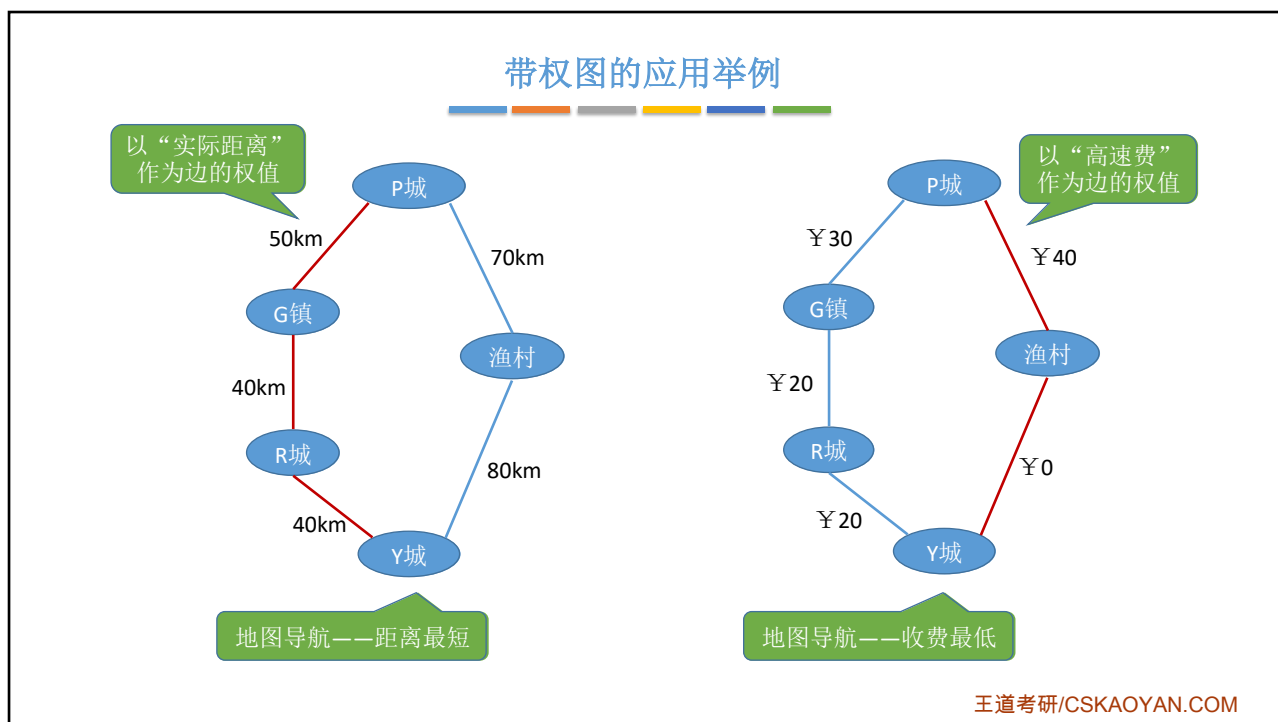 带权图的应用举例
以“实际距离”
作为边的权值
P城
50km
70km
G镇
渔村
40km
R城
80km
40km
Y城
地图导航——距离最短
以“高速费”
作为边的权值
P城
￥30
￥40
G镇
渔村
￥20
R城
￥0
￥20
Y城
地图导航——收费最低
王道考研/CSKAOYAN.COM